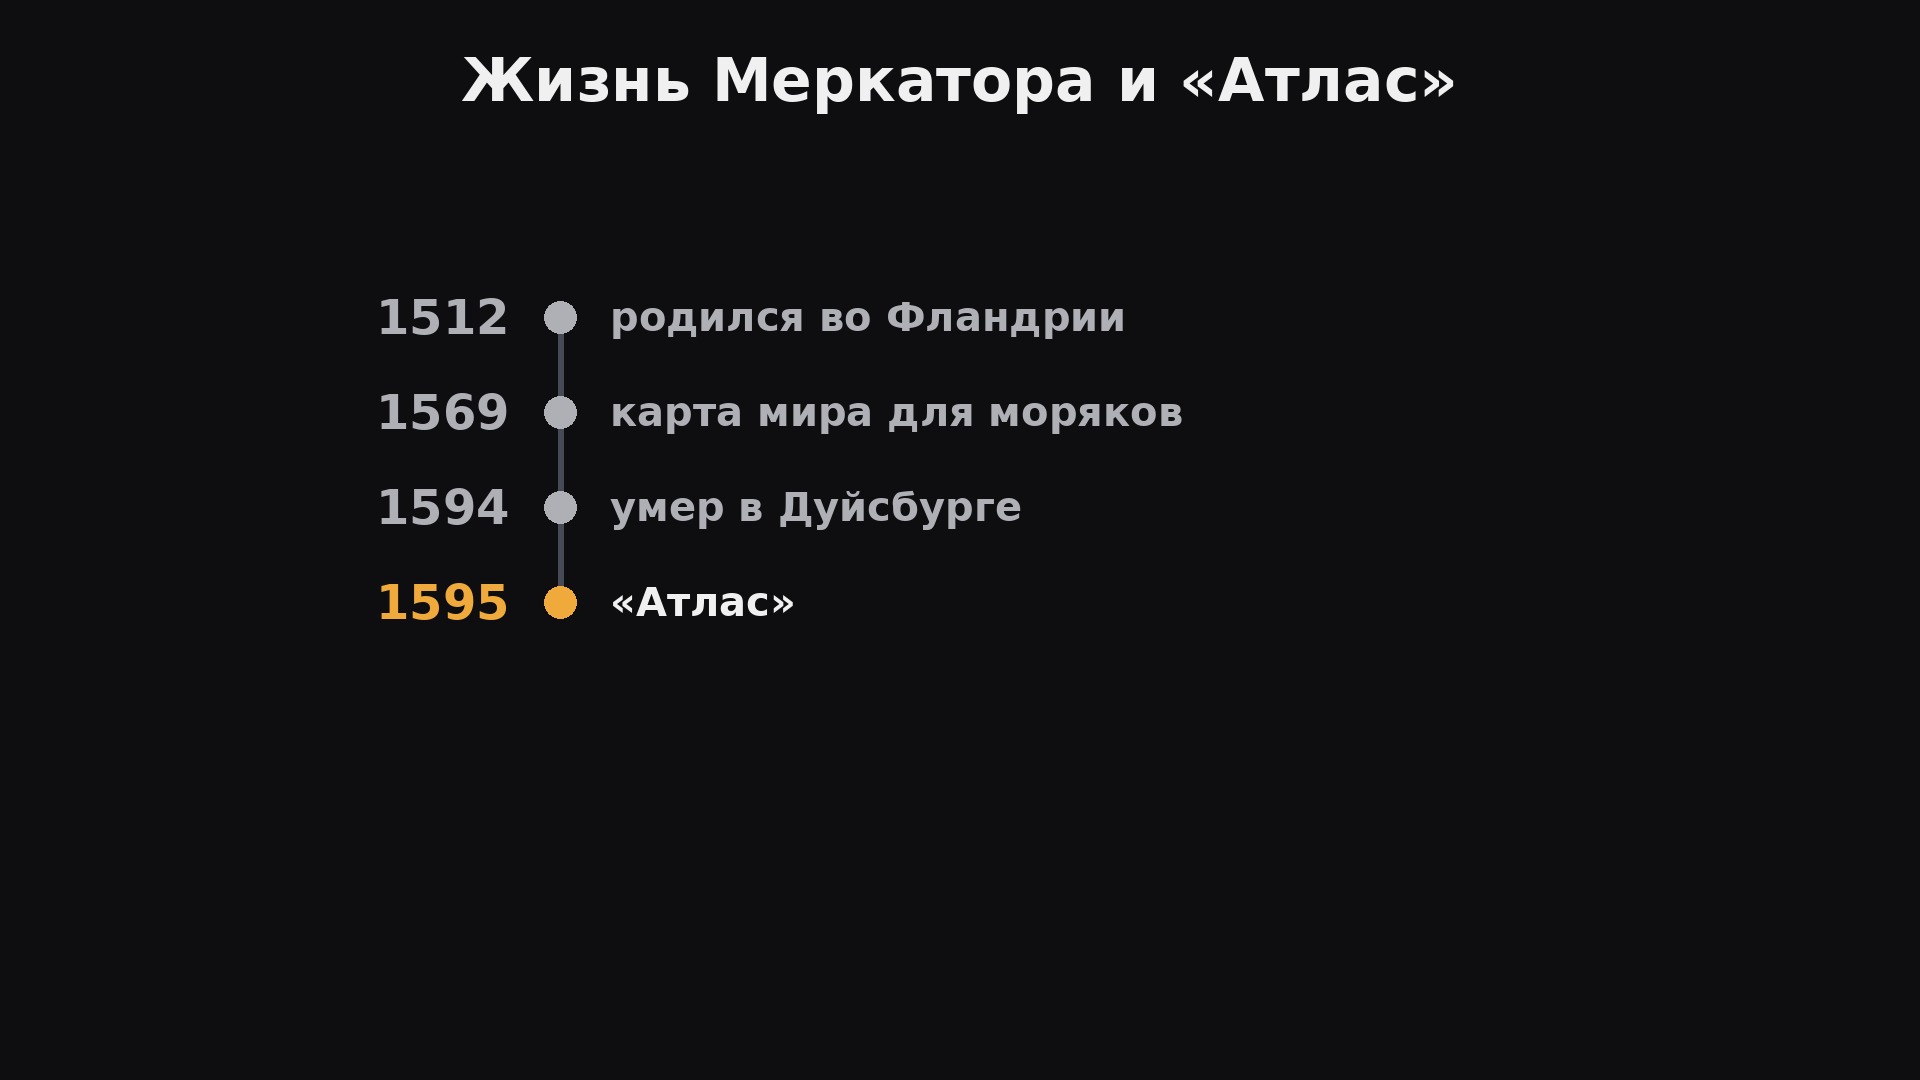 Жизнь Меркатора и «Атлас»
1512 родился во Фландрии
1569 карта мира для моряков
1594 умер в Дуйсбурге
1595 «Атлас»